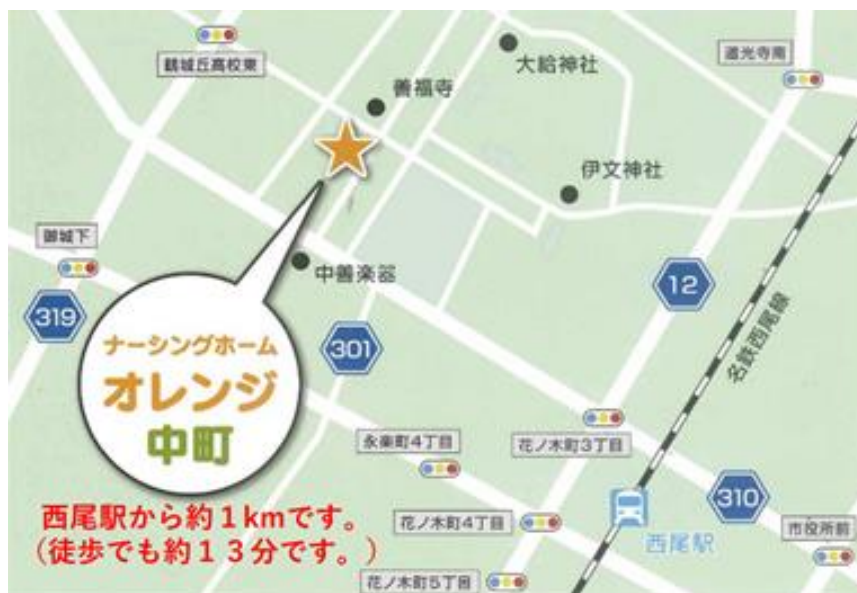 鶴城丘高校東
善福寺
大給神社
道光寺南
伊文神社
御城下
中善楽器
319
12
ナーシングホーム
オレンジ
中町
301
名鉄西尾線
永楽町4丁目
花ノ木町3丁目
310
西尾駅から約1kmです。
(徒歩でも約13分です。)
花ノ木町4丁目
西尾駅
市役所前
花ノ木町5丁目